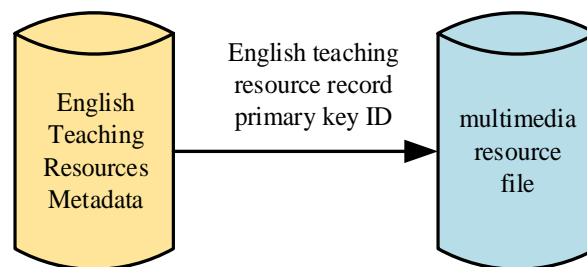 English
Teaching
Resources
Metadata
English teaching
resource record
primary key ID
multimedia
resource
file